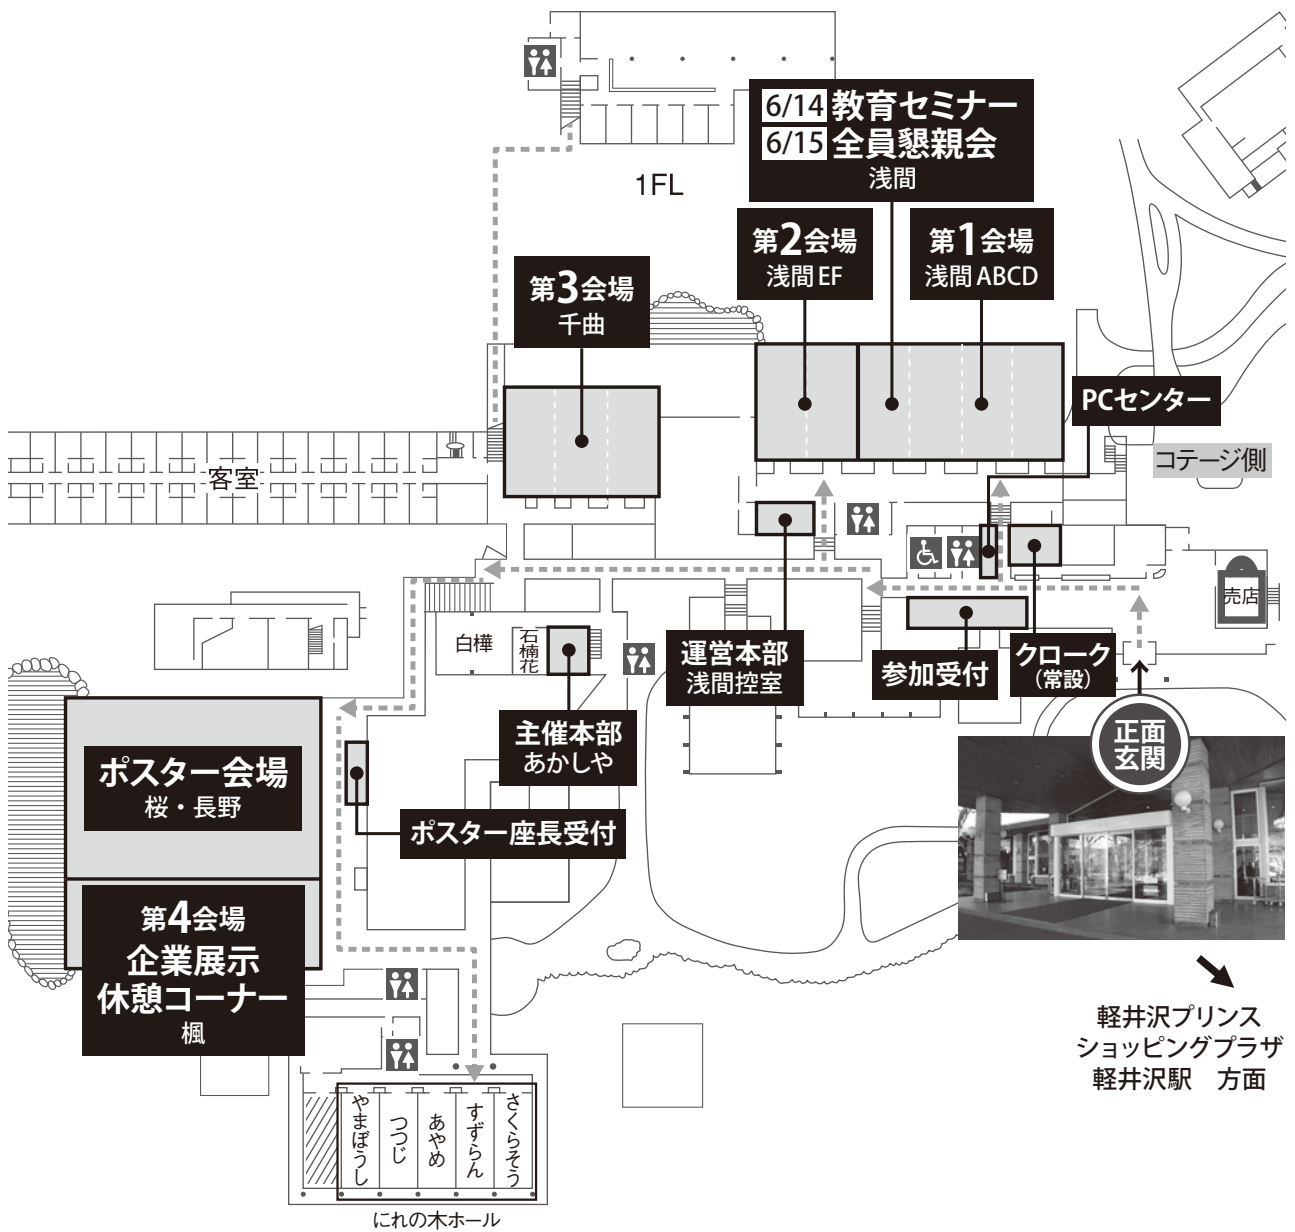 6/14 教育セミナー
6/15 全員懇親会
浅間
1FL
第2会場
浅間 EF
第1会場
浅間 ABCD
第3会場
千曲
PCセンター
コテージ側
客室
売店
白樺
石楠花
運営本部
浅間控室
参加受付
クローク
（常設）
主催本部
あかしや
正面
玄関
ポスター会場
桜・長野
ポスター座長受付
第4会場
企業展示
休憩コーナー
楓
軽井沢プリンス
ショッピングプラザ
軽井沢駅　方面
やまぼうし
つつじ
あやめ
すずらん
さくらそう
にれの木ホール